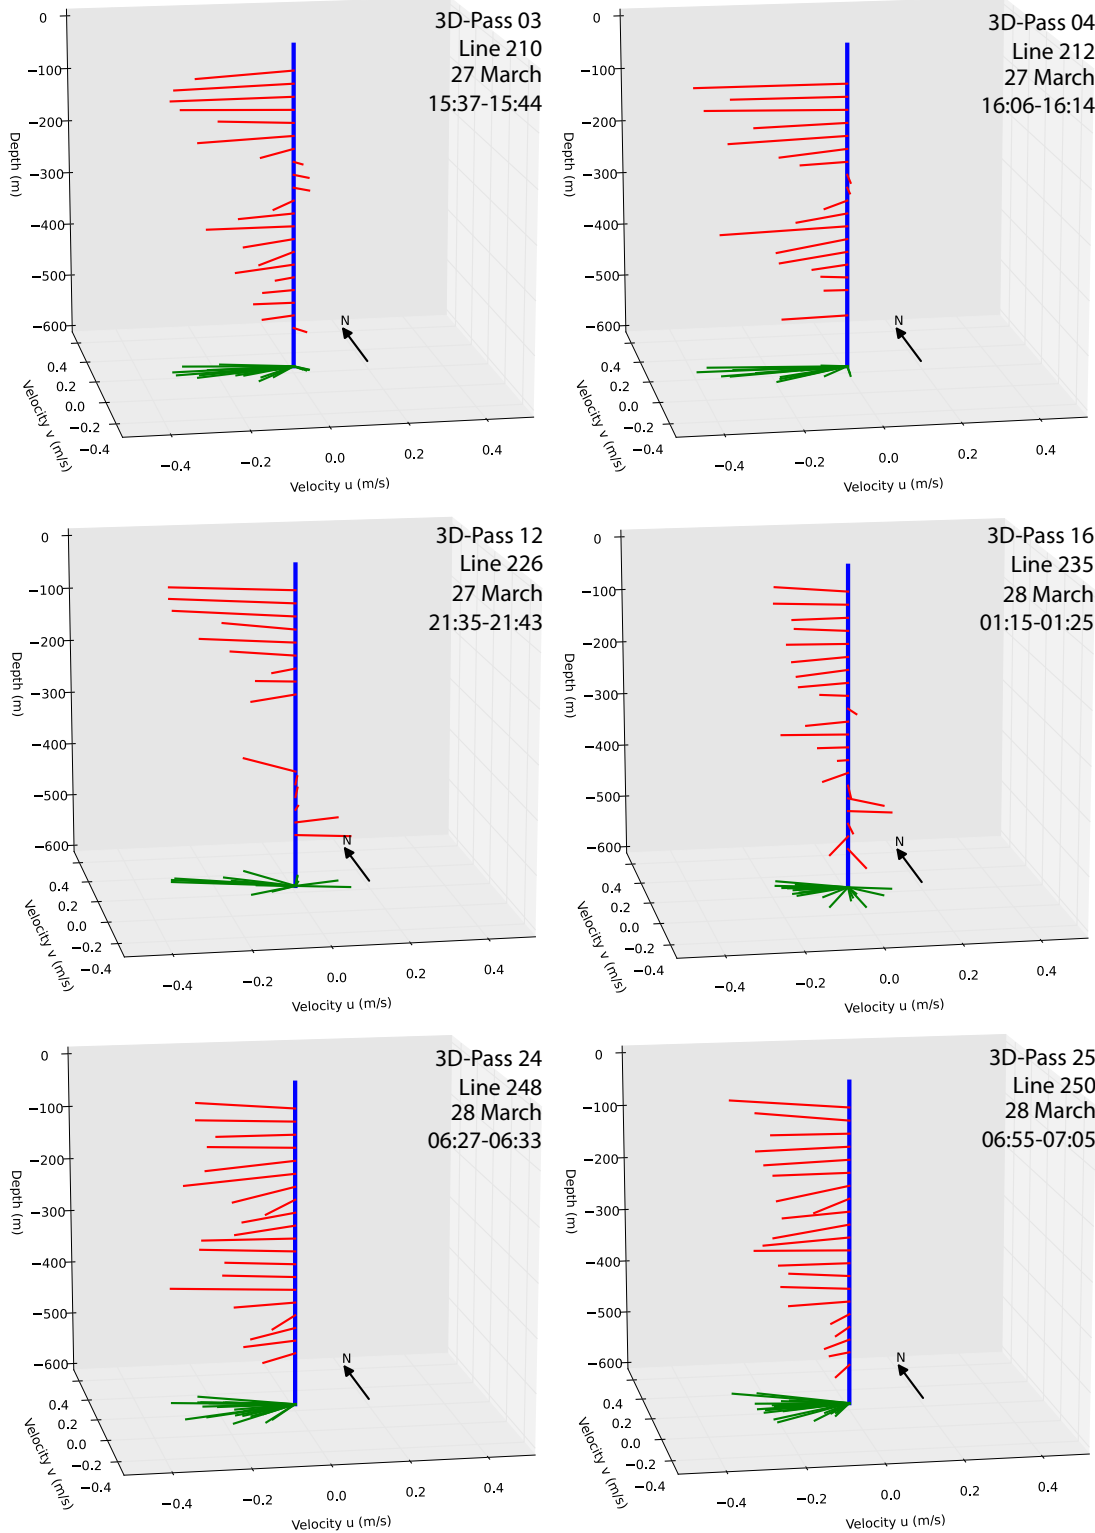 3D-Pass 03
Line 210
27 March
15:37-15:44
0
−100
−200
−300
−400
−500
−600
Depth (m)
N
0.4
0.2
0.0
−0.2
−0.4
Velocity v (m/s)
−0.4
−0.2
0.0
0.2
0.4
Velocity u (m/s)
3D-Pass 04
Line 212
27 March
16:06-16:14
0
−100
−200
−300
−400
−500
−600
Depth (m)
N
0.4
0.2
0.0
−0.2
−0.4
Velocity v (m/s)
−0.4
−0.2
0.0
0.2
0.4
Velocity u (m/s)
3D-Pass 12
Line 226
27 March
21:35-21:43
0
−100
−200
−300
−400
−500
−600
Depth (m)
N
0.4
0.2
0.0
−0.2
−0.4
Velocity v (m/s)
−0.4
−0.2
0.0
0.2
0.4
Velocity u (m/s)
3D-Pass 16
Line 235
28 March
01:15-01:25
0
−100
−200
−300
−400
−500
−600
Depth (m)
N
0.4
0.2
0.0
−0.2
−0.4
Velocity v (m/s)
−0.4
−0.2
0.0
0.2
0.4
Velocity u (m/s)
3D-Pass 24
Line 248
28 March
06:27-06:33
0
−100
−200
−300
−400
−500
−600
Depth (m)
N
0.4
0.2
0.0
−0.2
−0.4
Velocity v (m/s)
−0.4
−0.2
0.0
0.2
0.4
Velocity u (m/s)
3D-Pass 25
Line 250
28 March
06:55-07:05
0
−100
−200
−300
−400
−500
−600
Depth (m)
N
0.4
0.2
0.0
−0.2
−0.4
Velocity v (m/s)
−0.4
−0.2
0.0
0.2
0.4
Velocity u (m/s)